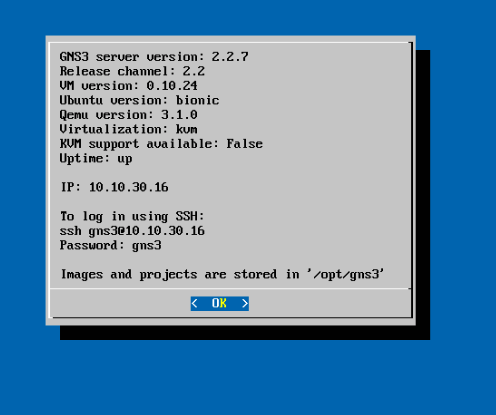 GNS3 server version: 2.2.7
Release channel: 2.2
VM version: 0.10.24
Ubuntu version: bionic
Qemu version: 3.1.0
Virtualization: kvm
KVM support available: False
Uptime: up
IP: 10.10.30.16
To log in using SSH:
ssh gns3@10.10.30.16
Password: gns3
Images and projects are stored in '/opt/gns3'
< OK >